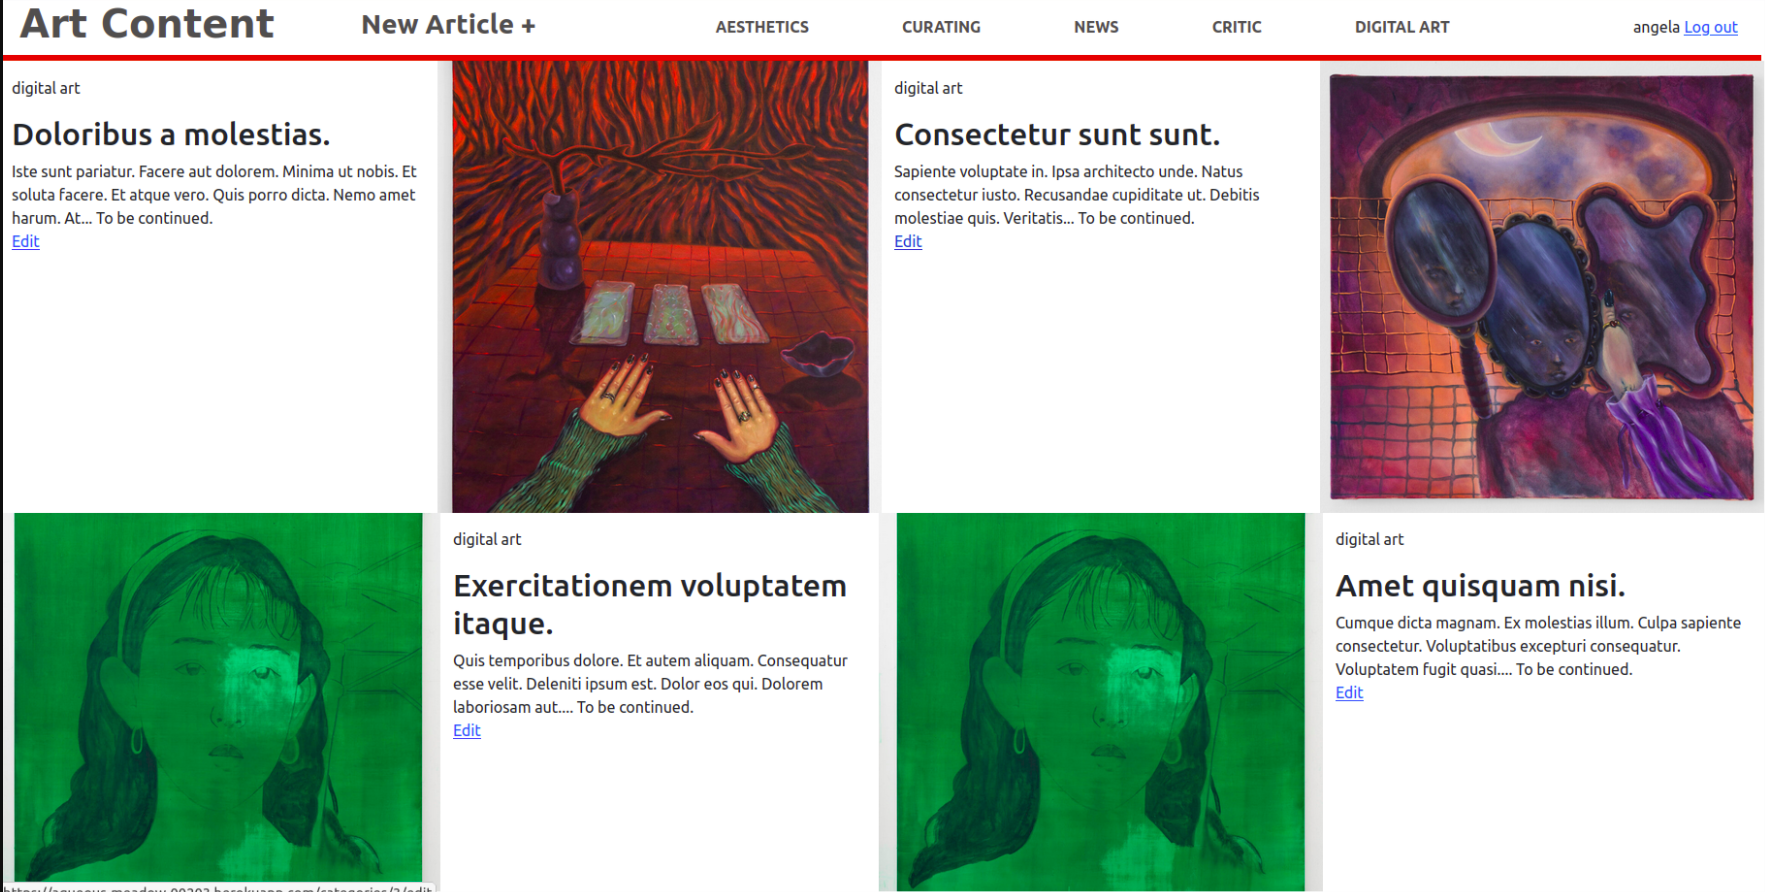 Art Content
New Article +
AESTHETICS
CURATING
NEWS
CRITIC
DIGITAL ART
angela Log out
digital art
Doloribus a molestias.
Iste sunt pariatur. Facere aut dolorem. Minima ut nobis. Et
soluta facere. Et atque vero. Quis porro dicta. Nemo amet
harum. At... To be continued.
Edit
digital art
Consectetur sunt sunt.
Sapiente voluptate in. Ipsa architecto unde. Natus
consectetur iusto. Recusandae cupiditate ut. Debitis
molestiae quis. Veritatis... To be continued.
Edit
digital art
Exercitationem voluptatem
itaque.
Quis temporibus dolore. Et autem aliquam. Consequatur
esse velit. Deleniti ipsum est. Dolor eos qui. Dolorem
laboriosam aut.... To be continued.
Edit
digital art
Amet quisquam nisi.
Cumque dicta magnam. Ex molestias illum. Culpa sapiente
consectetur. Voluptatibus excepturi consequatur.
Voluptatem fugit quasi.... To be continued.
Edit